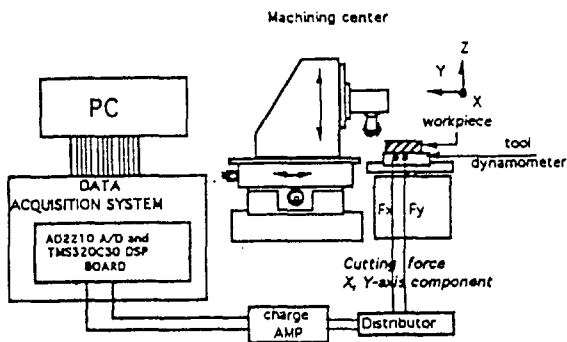 Machining center
PC
DATA
ACQUISITION SYSTEM
AD2210 A/D and
TMS320C30 DSP
BOARD
Z
Y
X
workpiece
tool
dynamometer
Fx
Fy
Cutting force
X, Y-axis component
charge
AMP
Distributor